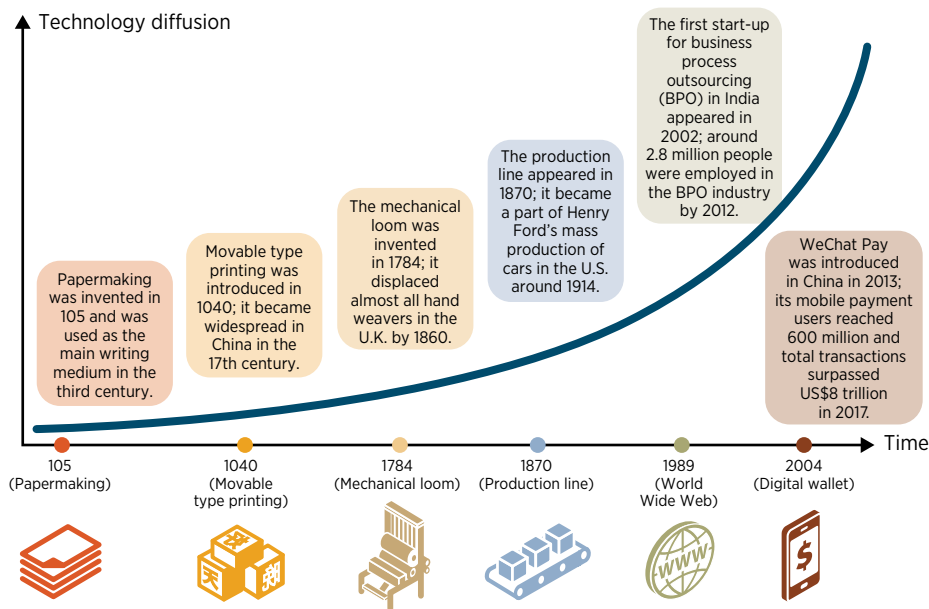 Technology diffusion
Papermaking
was invented in
105 and was
used as the
main writing
medium in the
third century.
Movable type
printing was
introduced in
1040; it became
widespread in
China in the
17th century.
The mechanical
loom was
invented
in 1784; it
displaced
almost all hand
weavers in the
U.K. by 1860.
The production
line appeared in
1870; it became
a part of Henry
Ford’s mass
production of
cars in the U.S.
around 1914.
The first start-up
for business
process
outsourcing
(BPO) in India
appeared in
2002; around
2.8 million people
were employed in
the BPO industry
by 2012.
WeChat Pay
was introduced
in China in 2013;
its mobile payment
users reached
600 million and
total transactions
surpassed
US$8 trillion
in 2017.
Time
105
(Papermaking)
1040
(Movable
type printing)
1784
(Mechanical loom)
1870
(Production line)
1989
(World
Wide Web)
2004
(Digital wallet)
天
WWW
$